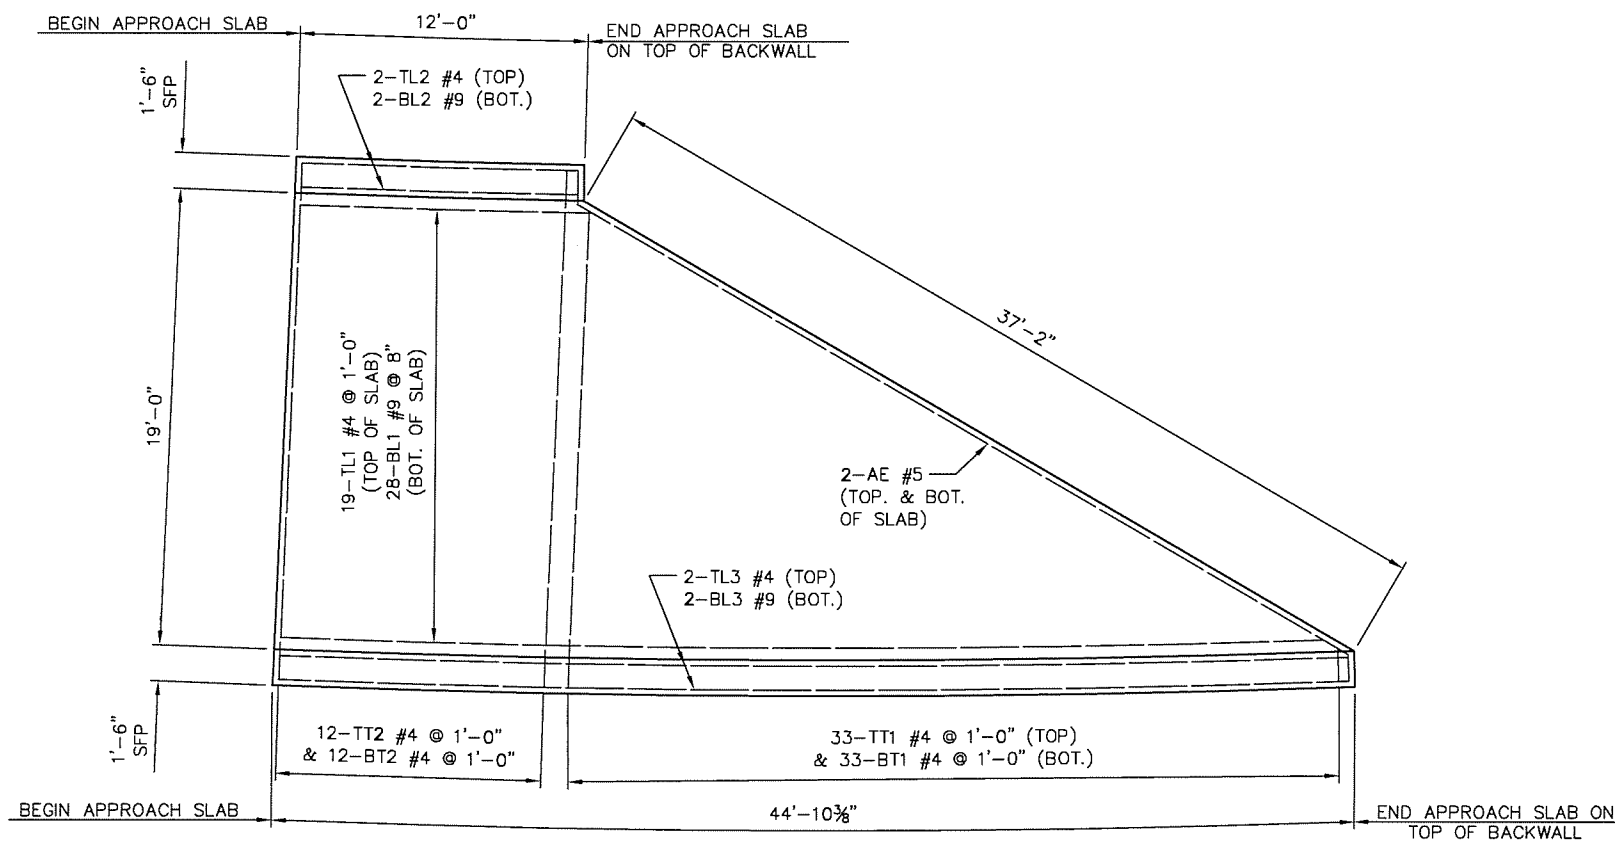 BEGIN APPROACH SLAB
12'-0"
END APPROACH SLAB
ON TOP OF BACKWALL
1'-6"
SFP
2-TL2 #4 (TOP)
2-BL2 #9 (BOT.)
37'-2"
19'-0"
19-TL1 #4 @ 1'-0"
(TOP OF SLAB)
28-BL1 #9 @ 8"
(BOT. OF SLAB)
2-AE #5
(TOP. & BOT.
OF SLAB)
2-TL3 #4 (TOP)
2-BL3 #9 (BOT.)
1'-6"
SFP
12-TT2 #4 @ 1'-0"
& 12-BT2 #4 @ 1'-0"
33-TT1 #4 @ 1'-0" (TOP)
& 33-BT1 #4 @ 1'-0" (BOT.)
BEGIN APPROACH SLAB
44'-10⅜"
END APPROACH SLAB ON
TOP OF BACKWALL